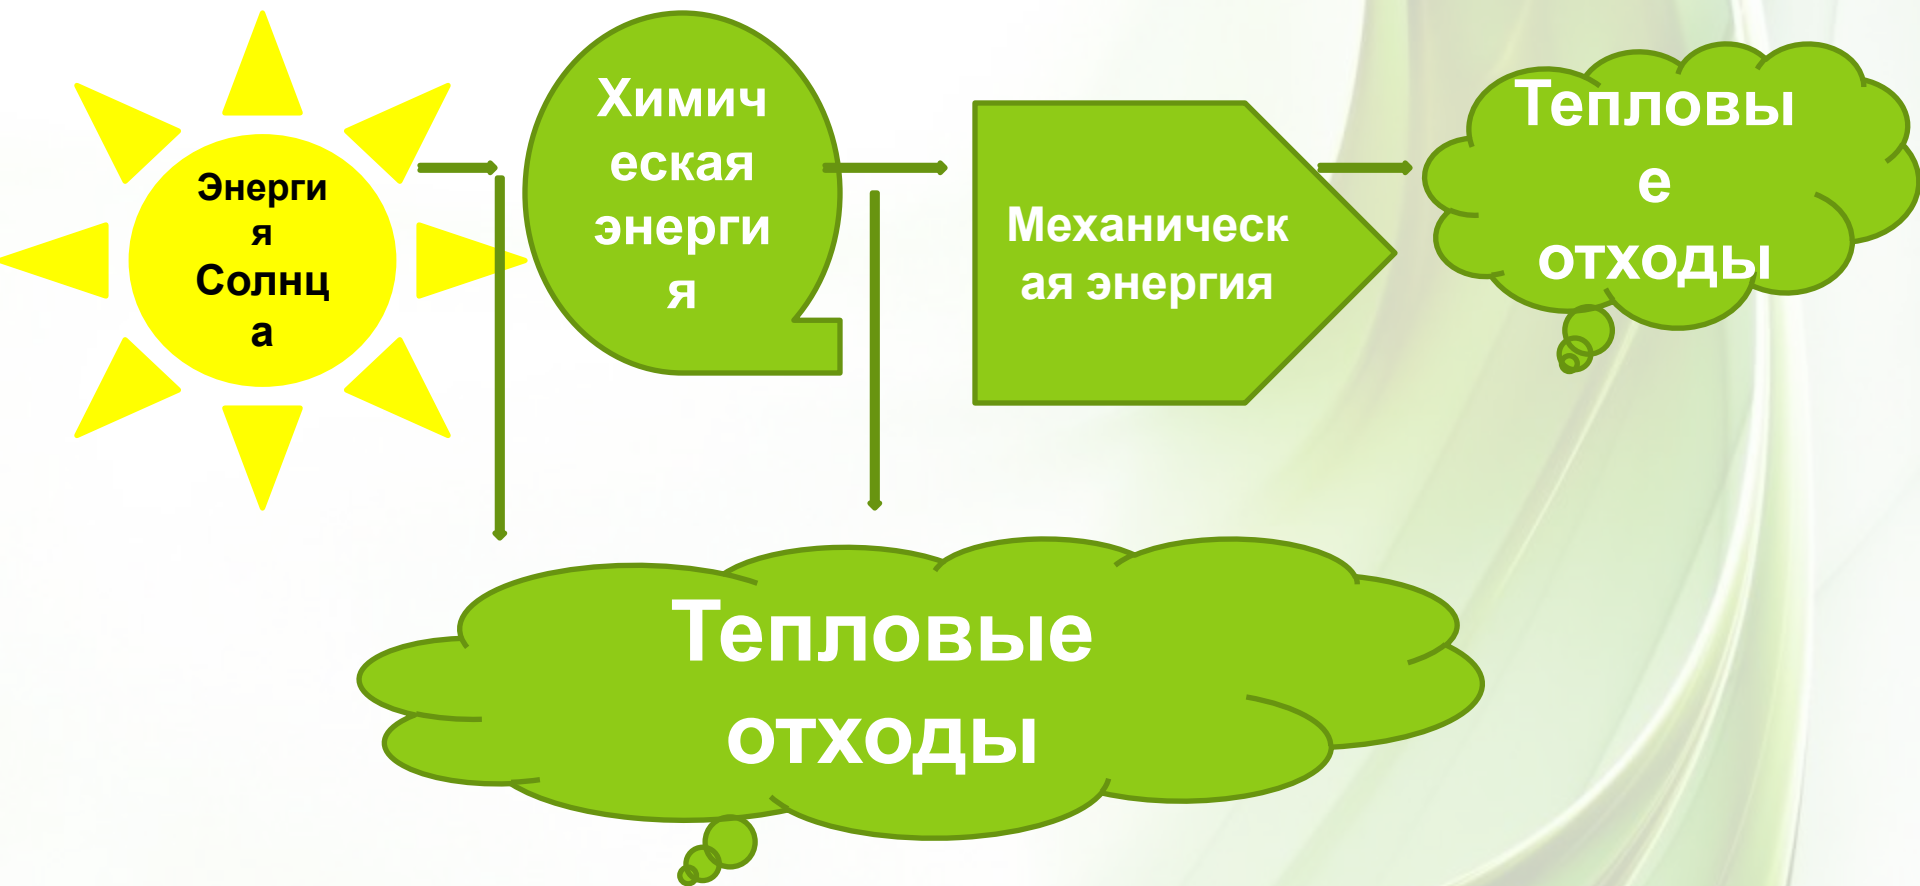 Энерги
я
Солнц
а
Химич
еская
энерги
я
Механическ
ая энергия
Тепловы
е
отходы
Тепловые
отходы